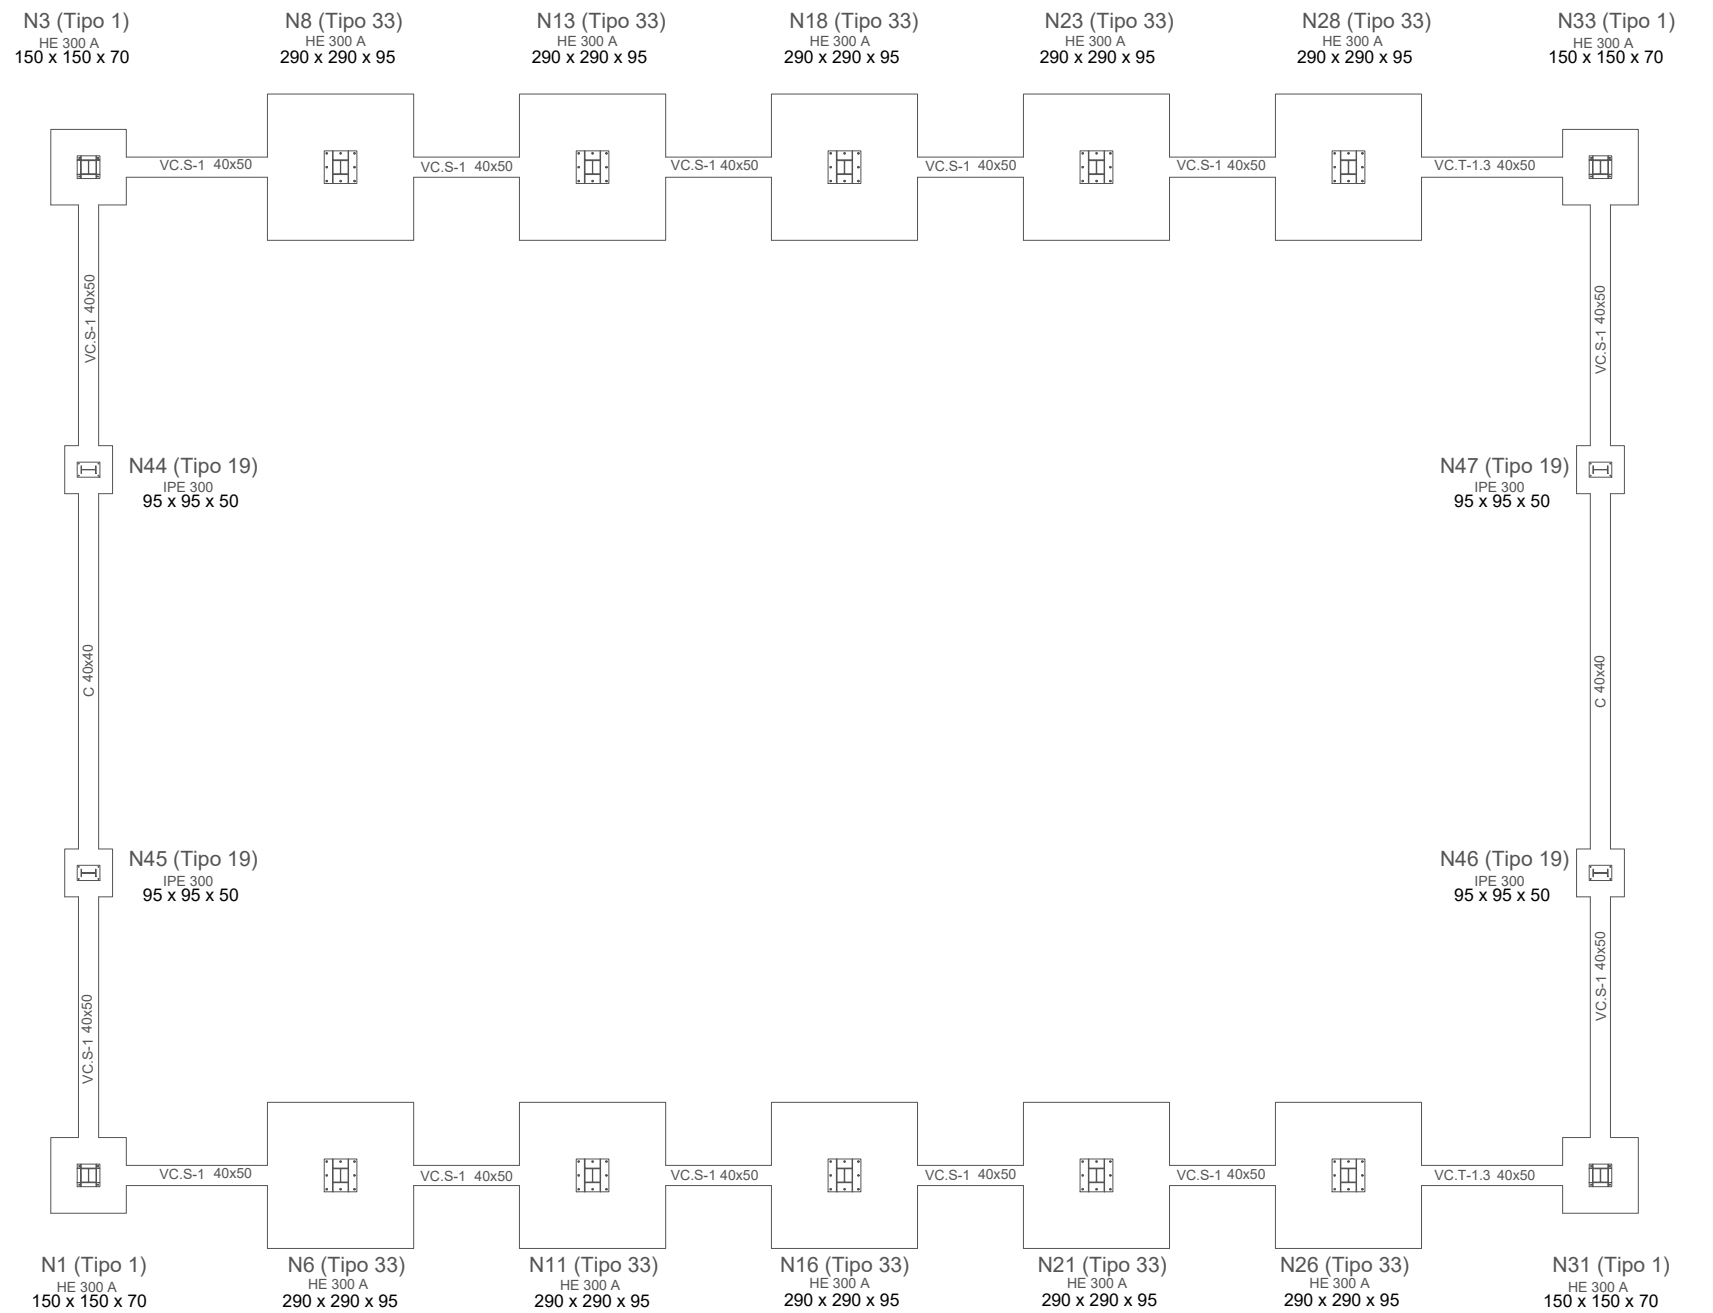 N3 (Tipo 1)
HE 300 A
150 x 150 x 70
N8 (Tipo 33)
HE 300 A
290 x 290 x 95
N13 (Tipo 33)
HE 300 A
290 x 290 x 95
N18 (Tipo 33)
HE 300 A
290 x 290 x 95
N23 (Tipo 33)
HE 300 A
290 x 290 x 95
N28 (Tipo 33)
HE 300 A
290 x 290 x 95
N33 (Tipo 1)
HE 300 A
150 x 150 x 70
VC.S-1 40x50
VC.S-1 40x50
VC.S-1 40x50
VC.S-1 40x50
VC.S-1 40x50
VC.T-1.3 40x50
VC.S-1 40x50
VC.S-1 40x50
N44 (Tipo 19)
IPE 300
95 x 95 x 50
N47 (Tipo 19)
IPE 300
95 x 95 x 50
C 40x40
C 40x40
N45 (Tipo 19)
IPE 300
95 x 95 x 50
N46 (Tipo 19)
IPE 300
95 x 95 x 50
VC.S-1 40x50
VC.S-1 40x50
VC.S-1 40x50
VC.S-1 40x50
VC.S-1 40x50
VC.S-1 40x50
VC.S-1 40x50
VC.T-1.3 40x50
N1 (Tipo 1)
HE 300 A
150 x 150 x 70
N6 (Tipo 33)
HE 300 A
290 x 290 x 95
N11 (Tipo 33)
HE 300 A
290 x 290 x 95
N16 (Tipo 33)
HE 300 A
290 x 290 x 95
N21 (Tipo 33)
HE 300 A
290 x 290 x 95
N26 (Tipo 33)
HE 300 A
290 x 290 x 95
N31 (Tipo 1)
HE 300 A
150 x 150 x 70